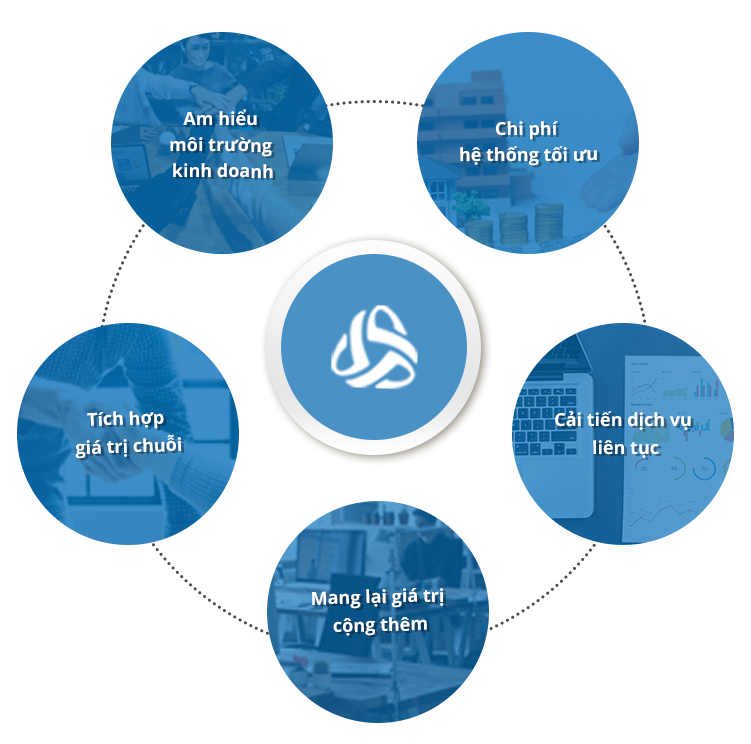 Am hiểu
môi trường
kinh doanh
Chi phí
hệ thống tối ưu
Tích hợp
giá trị chuỗi
Cải tiến dịch vụ
liên tục
Mang lại giá trị
cộng thêm